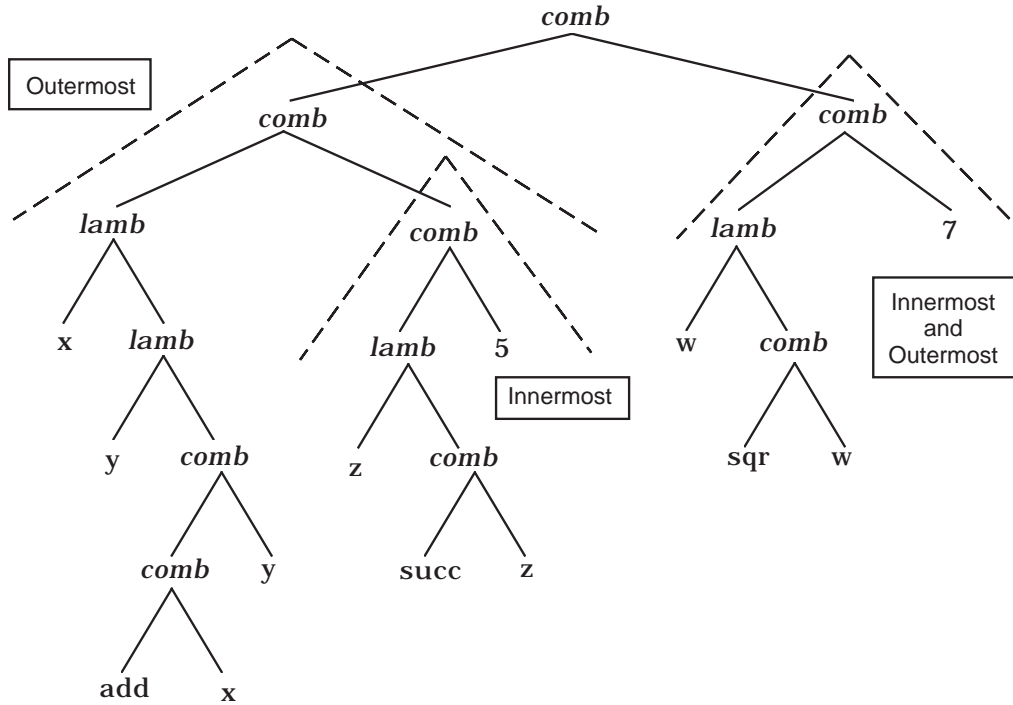 comb
Outermost
comb
comb
lamb
comb
lamb
7
Innermost
and
Outermost
x
lamb
lamb
5
w
comb
Innermost
y
comb
z
comb
sqr
w
comb
y
succ
z
add
x